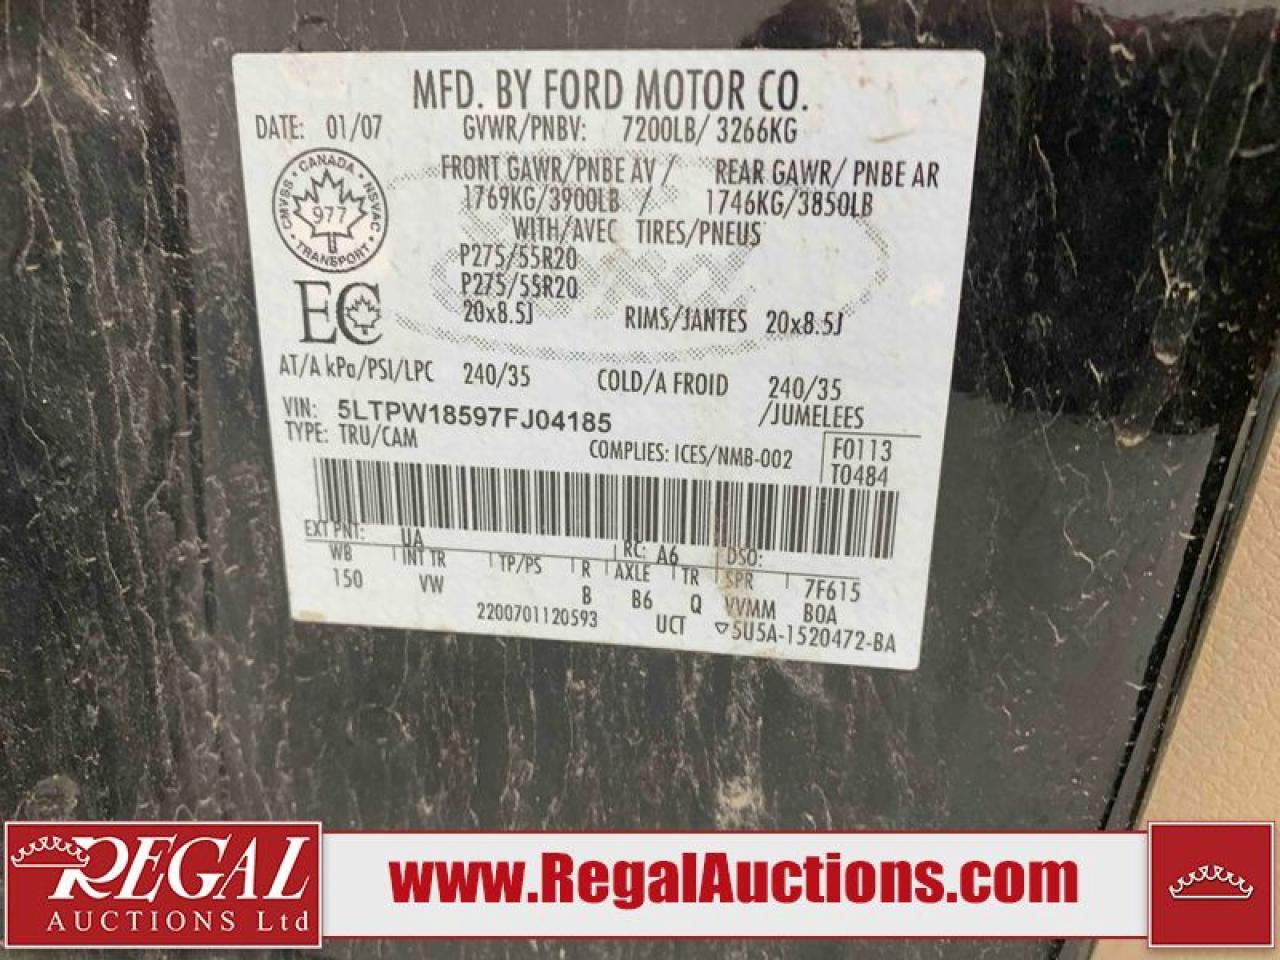 MFD. BY FORD MOTOR CO.
DATE: 01/07 GVWR/PNBV: 7200LB/ 3266KG
FRONT GAWR/PNBE AV / REAR GAWR/ PNBE AR
1769KG/3900LB / 1746KG/3850LB
WITH/AVEC TIRES/PNEUS
CANADA
CMVSS 977 NSVAC
TRANSPORT
P275/55R20
P275/55R20
20x8.5J RIMS/JANTES 20x8.5J
EC
AT/A kPa/PSI/LPC 240/35 COLD/A FROID 240/35
VIN: 5LTPW18597FJ04185 /JUMELEES
TYPE: TRU/CAM COMPLIES: ICES/NMB-002 F0113
T0484
EXT PNT: UA RC: A6 DSO:
WB INT TR TP/PS R AXLE TR SPR 7F615
150 VW B B6 Q VVMM BOA
2200701120593 UCT ▽5U5A-1520472-BA
REGAL
AUCTIONS Ltd
www.RegalAuctions.com